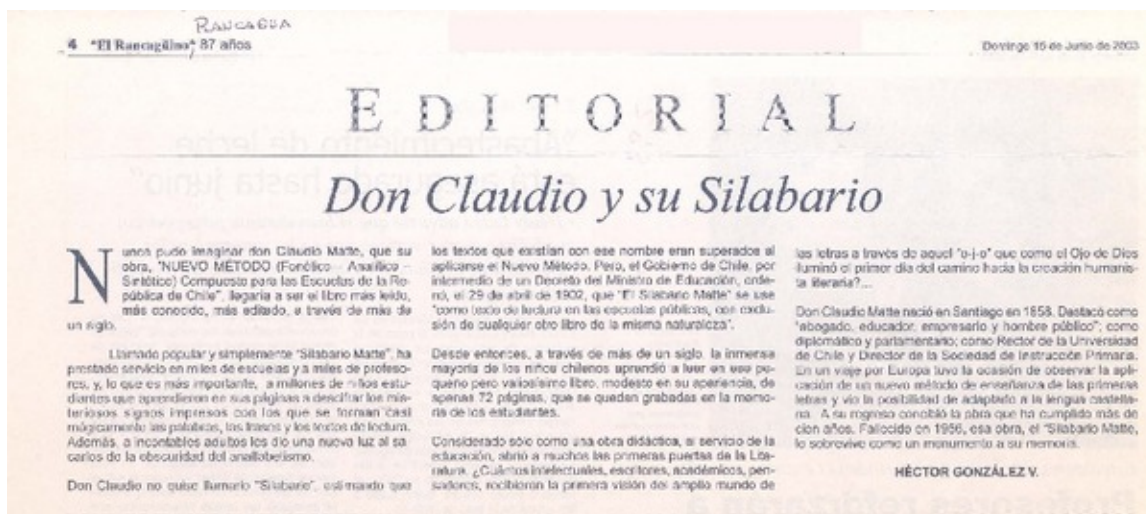 RANCAGUA
4 "El Rancagüino", 87 años
Domingo 15 de Junio de 2003
EDITORIAL
Don Claudio y su Silabario
Nunca pudo imaginar don Claudio Matte, que su
obra, "NUEVO MÉTODO (Fonético - Analítico -
Sintético) Compuesto para las Escuelas de la Re-
pública de Chile", llegaría a ser el libro más leído,
más conocido, más editado, a través de más de
un siglo.
Llamado popular y simplemente "Silabario Matte", ha
prestado servicio en miles de escuelas y a miles de profeso-
res, y, lo que es más importante, a millones de niños estu-
diantes que aprendieron en sus páginas a descifrar los mis-
teriosos signos impresos con los que se forman casi
mágicamente las palabras, las frases y los textos de lectura.
Además, a incontables adultos les dio una nueva luz al sa-
carlos de la obscuridad del analfabetismo.
Don Claudio no quiso llamarlo "Silabario", estimando que
los textos que existían con ese nombre eran superados al
aplicarse el Nuevo Método. Pero, el Gobierno de Chile, por
intermedio de un Decreto del Ministro de Educación, orde-
nó, el 29 de abril de 1902, que "El Silabario Matte" se use
"como texto de lectura en las escuelas públicas, con exclu-
sión de cualquier otro libro de la misma naturaleza".
Desde entonces, a través de más de un siglo, la inmensa
mayoría de los niños chilenos aprendió a leer en ese pe-
queño pero valiosísimo libro, modesto en su apariencia, de
apenas 72 páginas, que se quedan grabadas en la memo-
ria de los estudiantes.
Considerado sólo como una obra didáctica, al servicio de la
educación, abrió a muchos las primeras puertas de la Lite-
ratura. ¿Cuántos intelectuales, escritores, académicos, pen-
sadores, recibieron la primera visión del amplio mundo de
las letras a través de aquel "o-j-o" que como el Ojo de Dios
iluminó el primer día del camino hacia la creación humanis-
ta literaria?...
Don Claudio Matte nació en Santiago en 1858. Destacó como
"abogado, educador, empresario y hombre público"; como
diplomático y parlamentario; como Rector de la Universidad
de Chile y Director de la Sociedad de Instrucción Primaria.
En un viaje por Europa tuvo la ocasión de observar la apli-
cación de un nuevo método de enseñanza de las primeras
letras y vio la posibilidad de adaptarlo a la lengua castella-
na. A su regreso concibió la obra que ha cumplido más de
cien años. Fallecido en 1956, esa obra, el "Silabario Matte,
lo sobrevive como un monumento a su memoria.
HÉCTOR GONZÁLEZ V.
"Abastecimiento de leche
está asegurado hasta junio"
Profesores reforzaron a